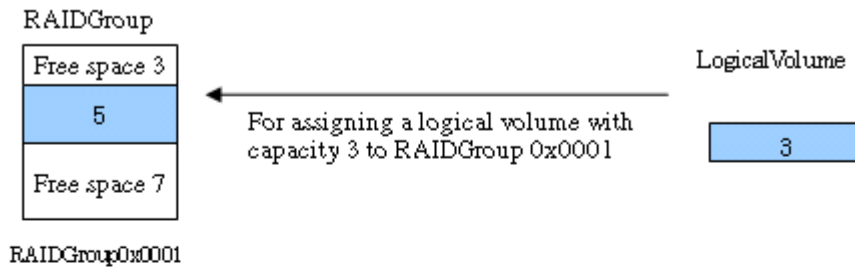 RAIDGroup
Free space 3
5
Free space 7
RAIDGroup0x0001
For assigning a logical volume with
capacity 3 to RAIDGroup 0x0001
LogicalVolume
3